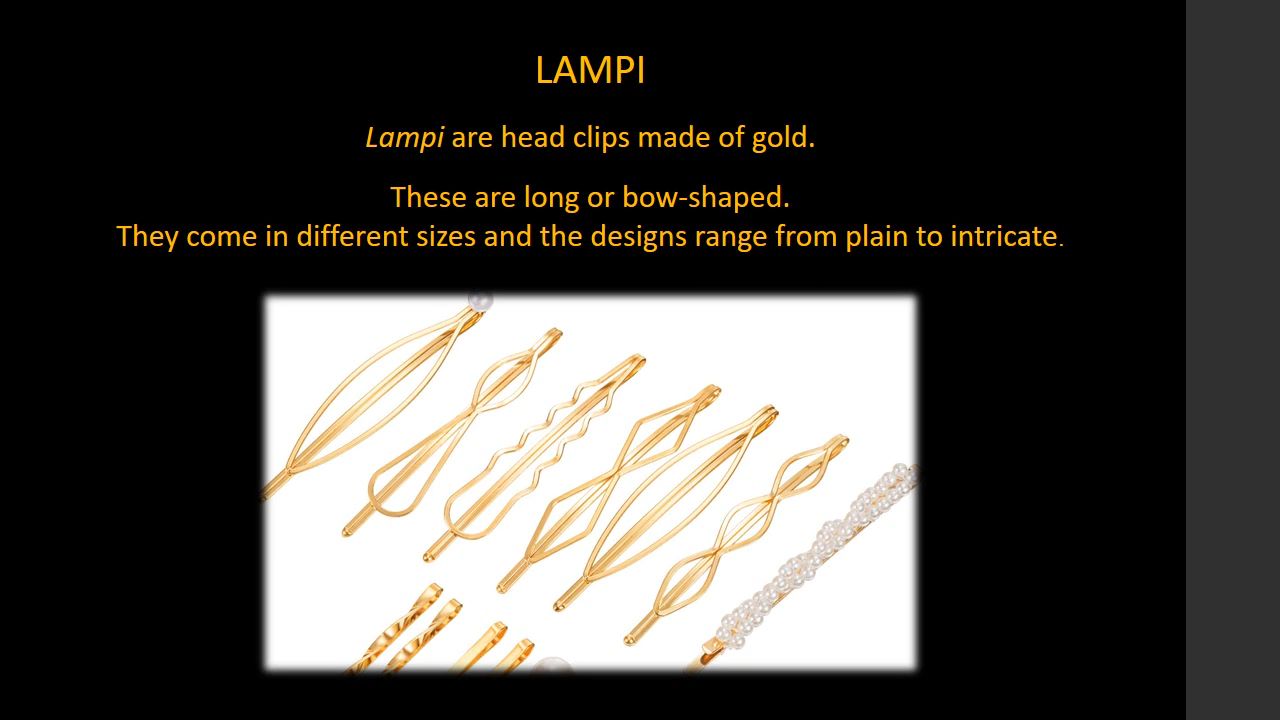 LAMPI
Lampi are head clips made of gold.
These are long or bow-shaped.
They come in different sizes and the designs range from plain to intricate.